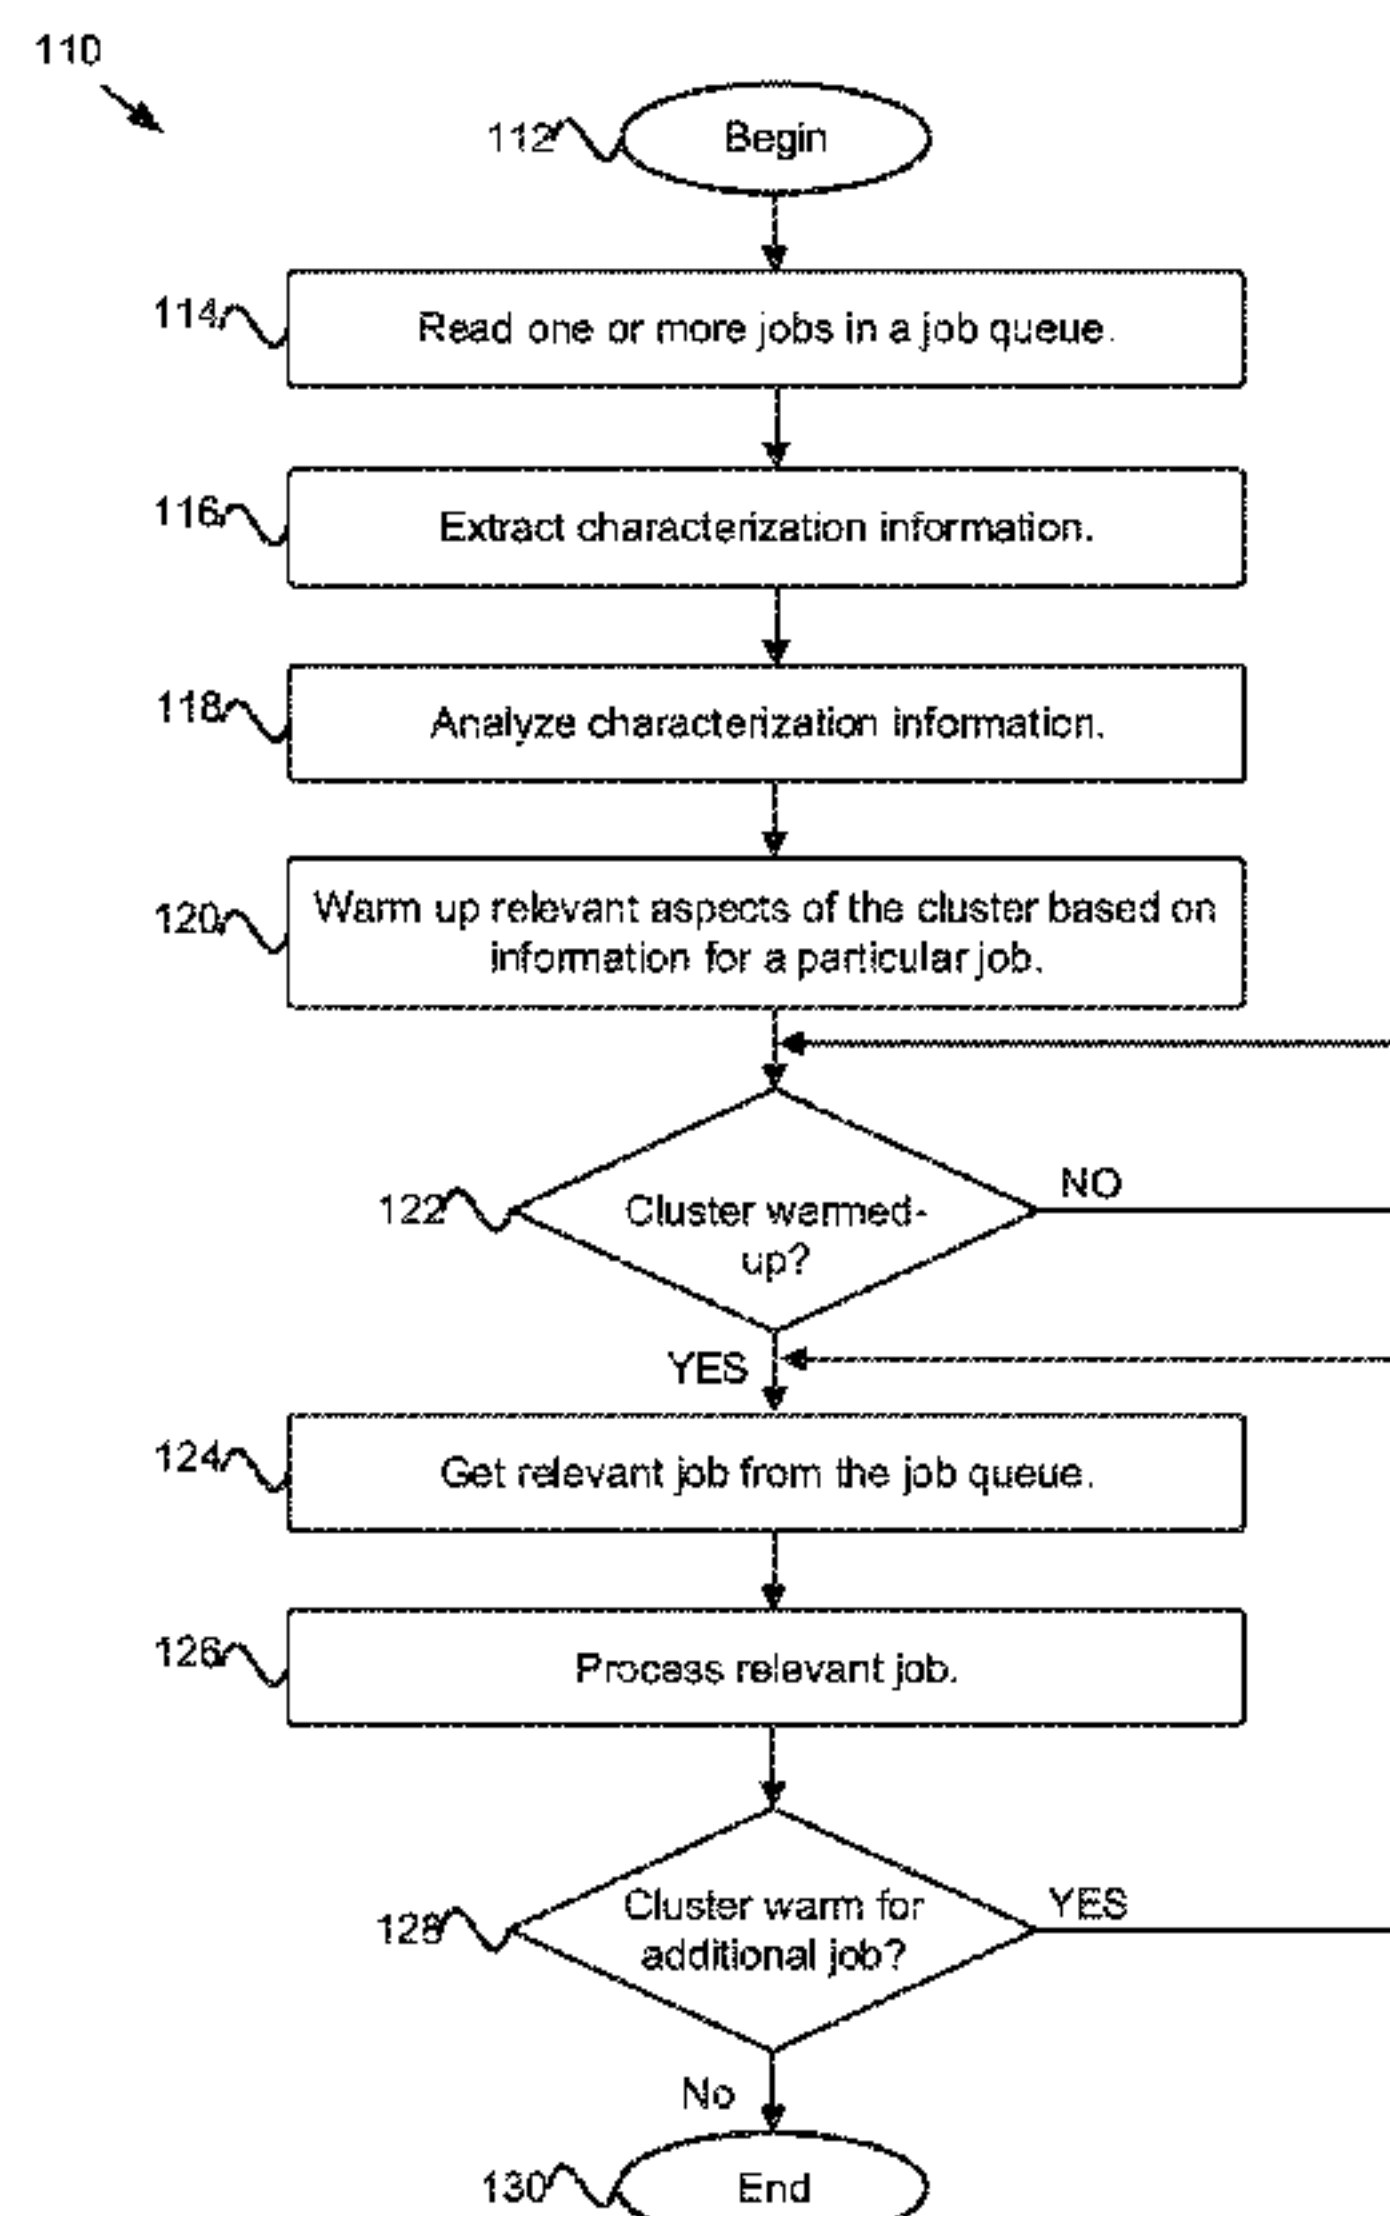 110
112
Begin
114
Read one or more jobs in a job queue.
116
Extract characterization information.
118
Analyze characterization information.
120
Warm up relevant aspects of the cluster based on
information for a particular job.
122
Cluster warmed-
up?
NO
YES
124
Get relevant job from the job queue.
126
Process relevant job.
128
Cluster warm for
additional job?
YES
No
130
End